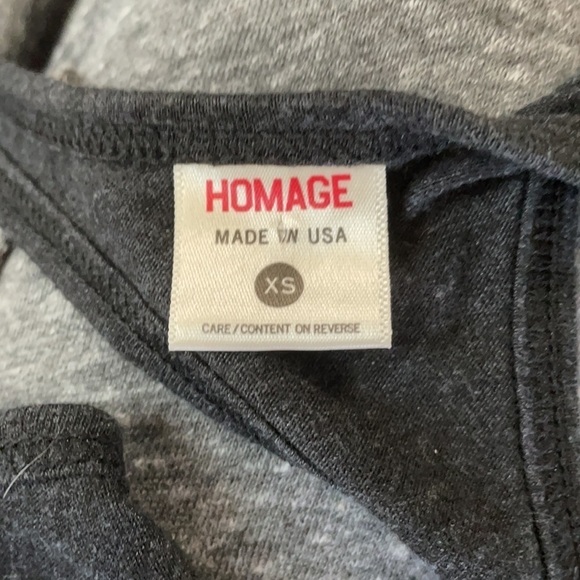 HOMAGE
MADE IN USA
XS
CARE/CONTENT ON REVERSE